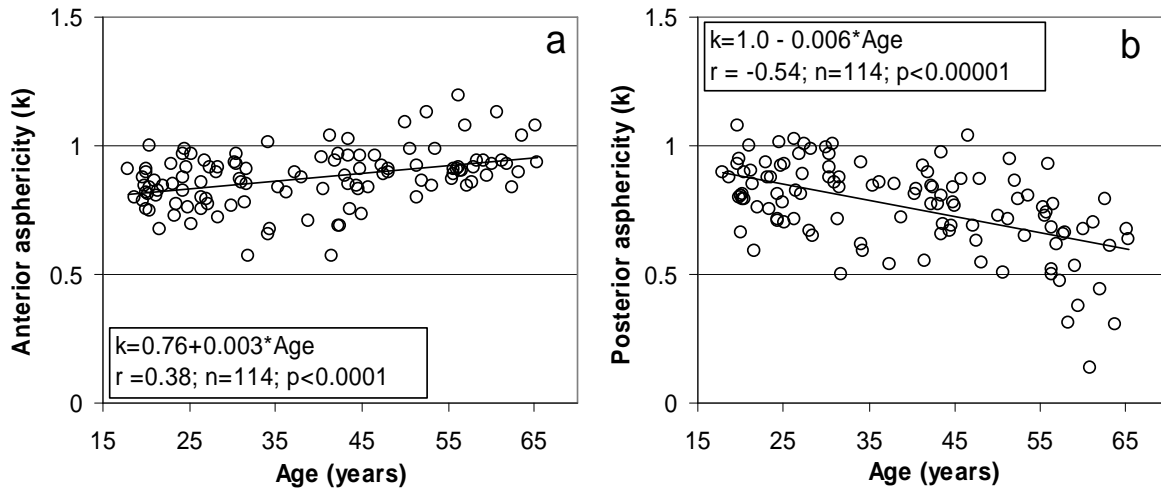 a
Anterior asphericity (k)
1.5
1
0.5
0
k=0.76+0.003*Age
r =0.38; n=114; p<0.0001
15 25 35 45 55 65
Age (years)
b
Posterior asphericity (k)
1.5
1
0.5
0
k=1.0 - 0.006*Age
r = -0.54; n=114; p<0.00001
15 25 35 45 55 65
Age (years)